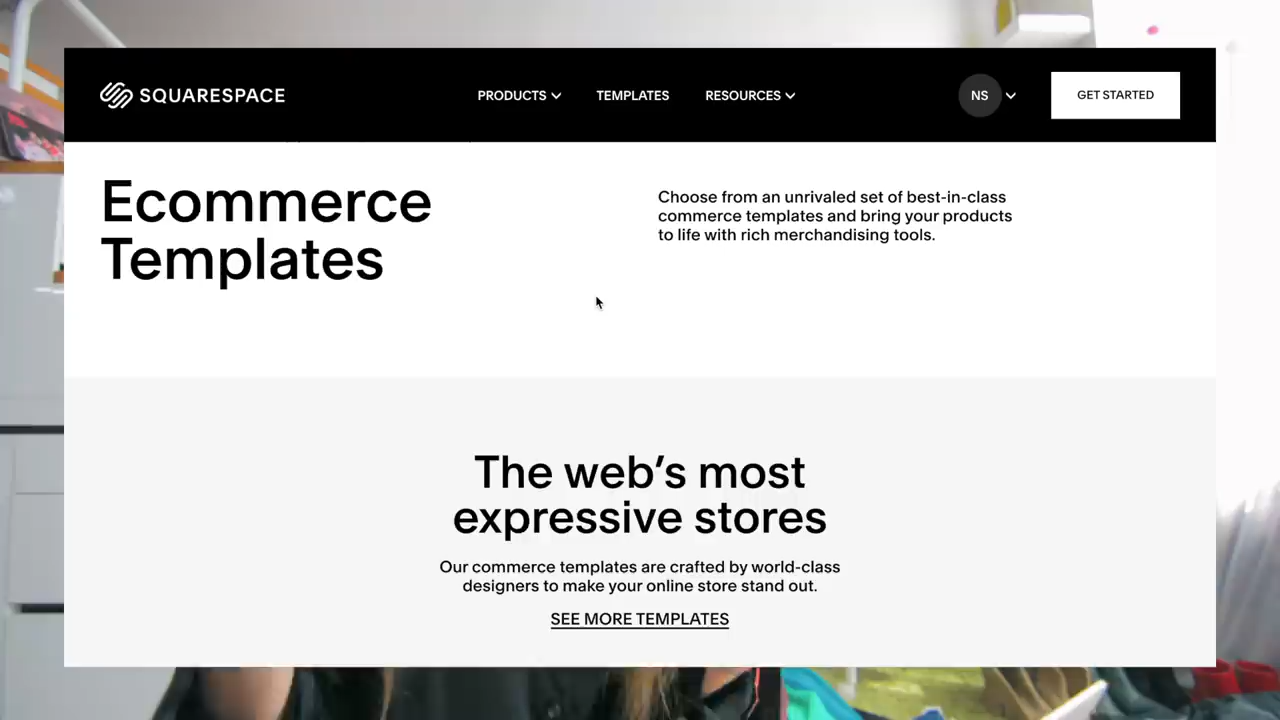 SQUARESPACE
PRODUCTS
TEMPLATES
RESOURCES
NS
GET STARTED
Ecommerce
Templates
Choose from an unrivaled set of best-in-class
commerce templates and bring your products
to life with rich merchandising tools.
The web’s most
expressive stores
Our commerce templates are crafted by world-class
designers to make your online store stand out.
SEE MORE TEMPLATES